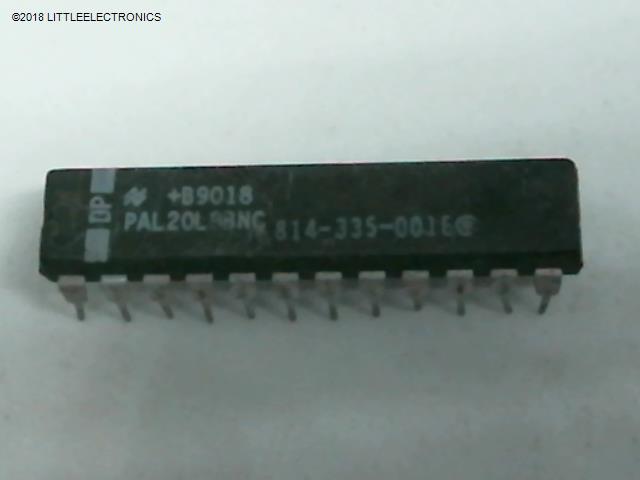 ©2018 LITTLEELECTRONICS
DP
+B9018
814-335-0016